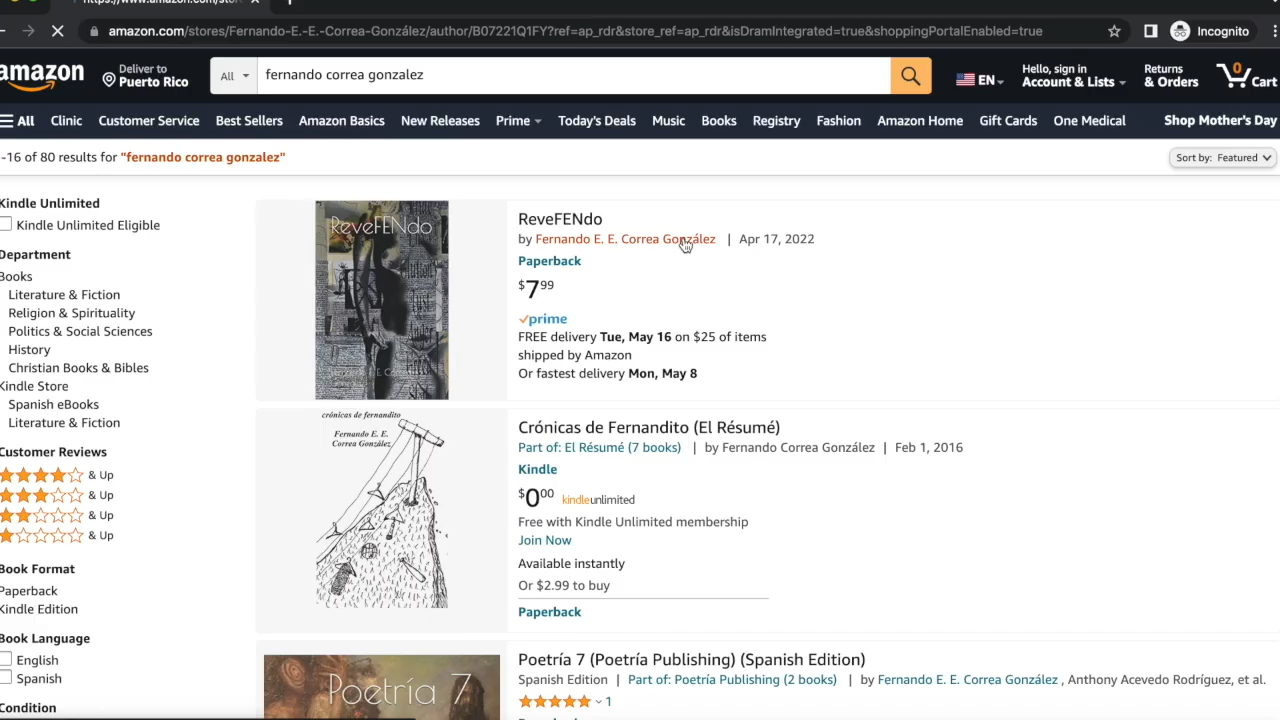 https://www.amazon.com/stor
amazon.com/stores/Fernando-E.-E.-Correa-González/author/B07221Q1FY?ref=ap_rdr&store_ref=ap_rdr&isDramIntegrated=true&shoppingPortalEnabled=true
Incognito
amazon
Deliver to
Puerto Rico
All
fernando correa gonzalez
EN
Hello, sign in
Account & Lists
Returns
& Orders
0
Cart
All Clinic Customer Service Best Sellers Amazon Basics New Releases Prime Today's Deals Music Books Registry Fashion Amazon Home Gift Cards One Medical Shop Mother's Day
-16 of 80 results for "fernando correa gonzalez"
Sort by: Featured
Kindle Unlimited
Kindle Unlimited Eligible
Department
Books
Literature & Fiction
Religion & Spirituality
Politics & Social Sciences
History
Christian Books & Bibles
Kindle Store
Spanish eBooks
Literature & Fiction
Customer Reviews
& Up
& Up
& Up
& Up
Book Format
Paperback
Kindle Edition
Book Language
English
Spanish
Condition
ReveFENdo
ReveFENdo
by Fernando E. E. Correa González | Apr 17, 2022
Paperback
$7 99
prime
FREE delivery Tue, May 16 on $25 of items
shipped by Amazon
Or fastest delivery Mon, May 8
crónicas de fernandito
Fernando E. E.
Correa González
Crónicas de Fernandito (El Résumé)
Part of: El Résumé (7 books) | by Fernando Correa González | Feb 1, 2016
Kindle
$0 00 kindleunlimited
Free with Kindle Unlimited membership
Join Now
Available instantly
Or $2.99 to buy
Paperback
Poetría 7
Poetría 7 (Poetría Publishing) (Spanish Edition)
Spanish Edition | Part of: Poetría Publishing (2 books) | by Fernando E. E. Correa González , Anthony Acevedo Rodríguez, et al.
1